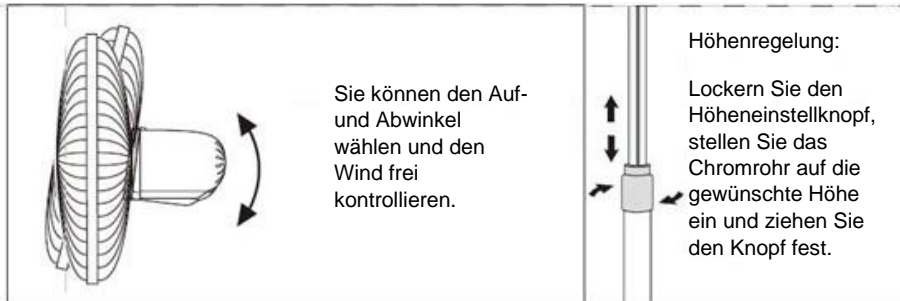 Sie können den Auf-
und Abwinkel
wählen und den
Wind frei
kontrollieren.
Höhenregelung:
Lockern Sie den
Höheneinstellknopf,
stellen Sie das
Chromrohr auf die
gewünschte Höhe
ein und ziehen Sie
den Knopf fest.